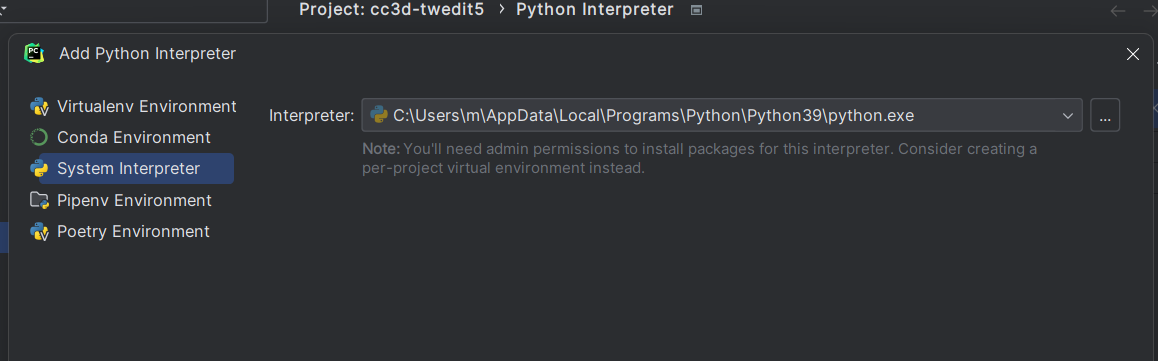 Project: cc3d-twedit5 › Python Interpreter
PC Add Python Interpreter
Virtualenv Environment
Interpreter: C:\Users\m\AppData\Local\Programs\Python\Python39\python.exe ...
Conda Environment
Note: You'll need admin permissions to install packages for this interpreter. Consider creating a
per-project virtual environment instead.
System Interpreter
Pipenv Environment
Poetry Environment